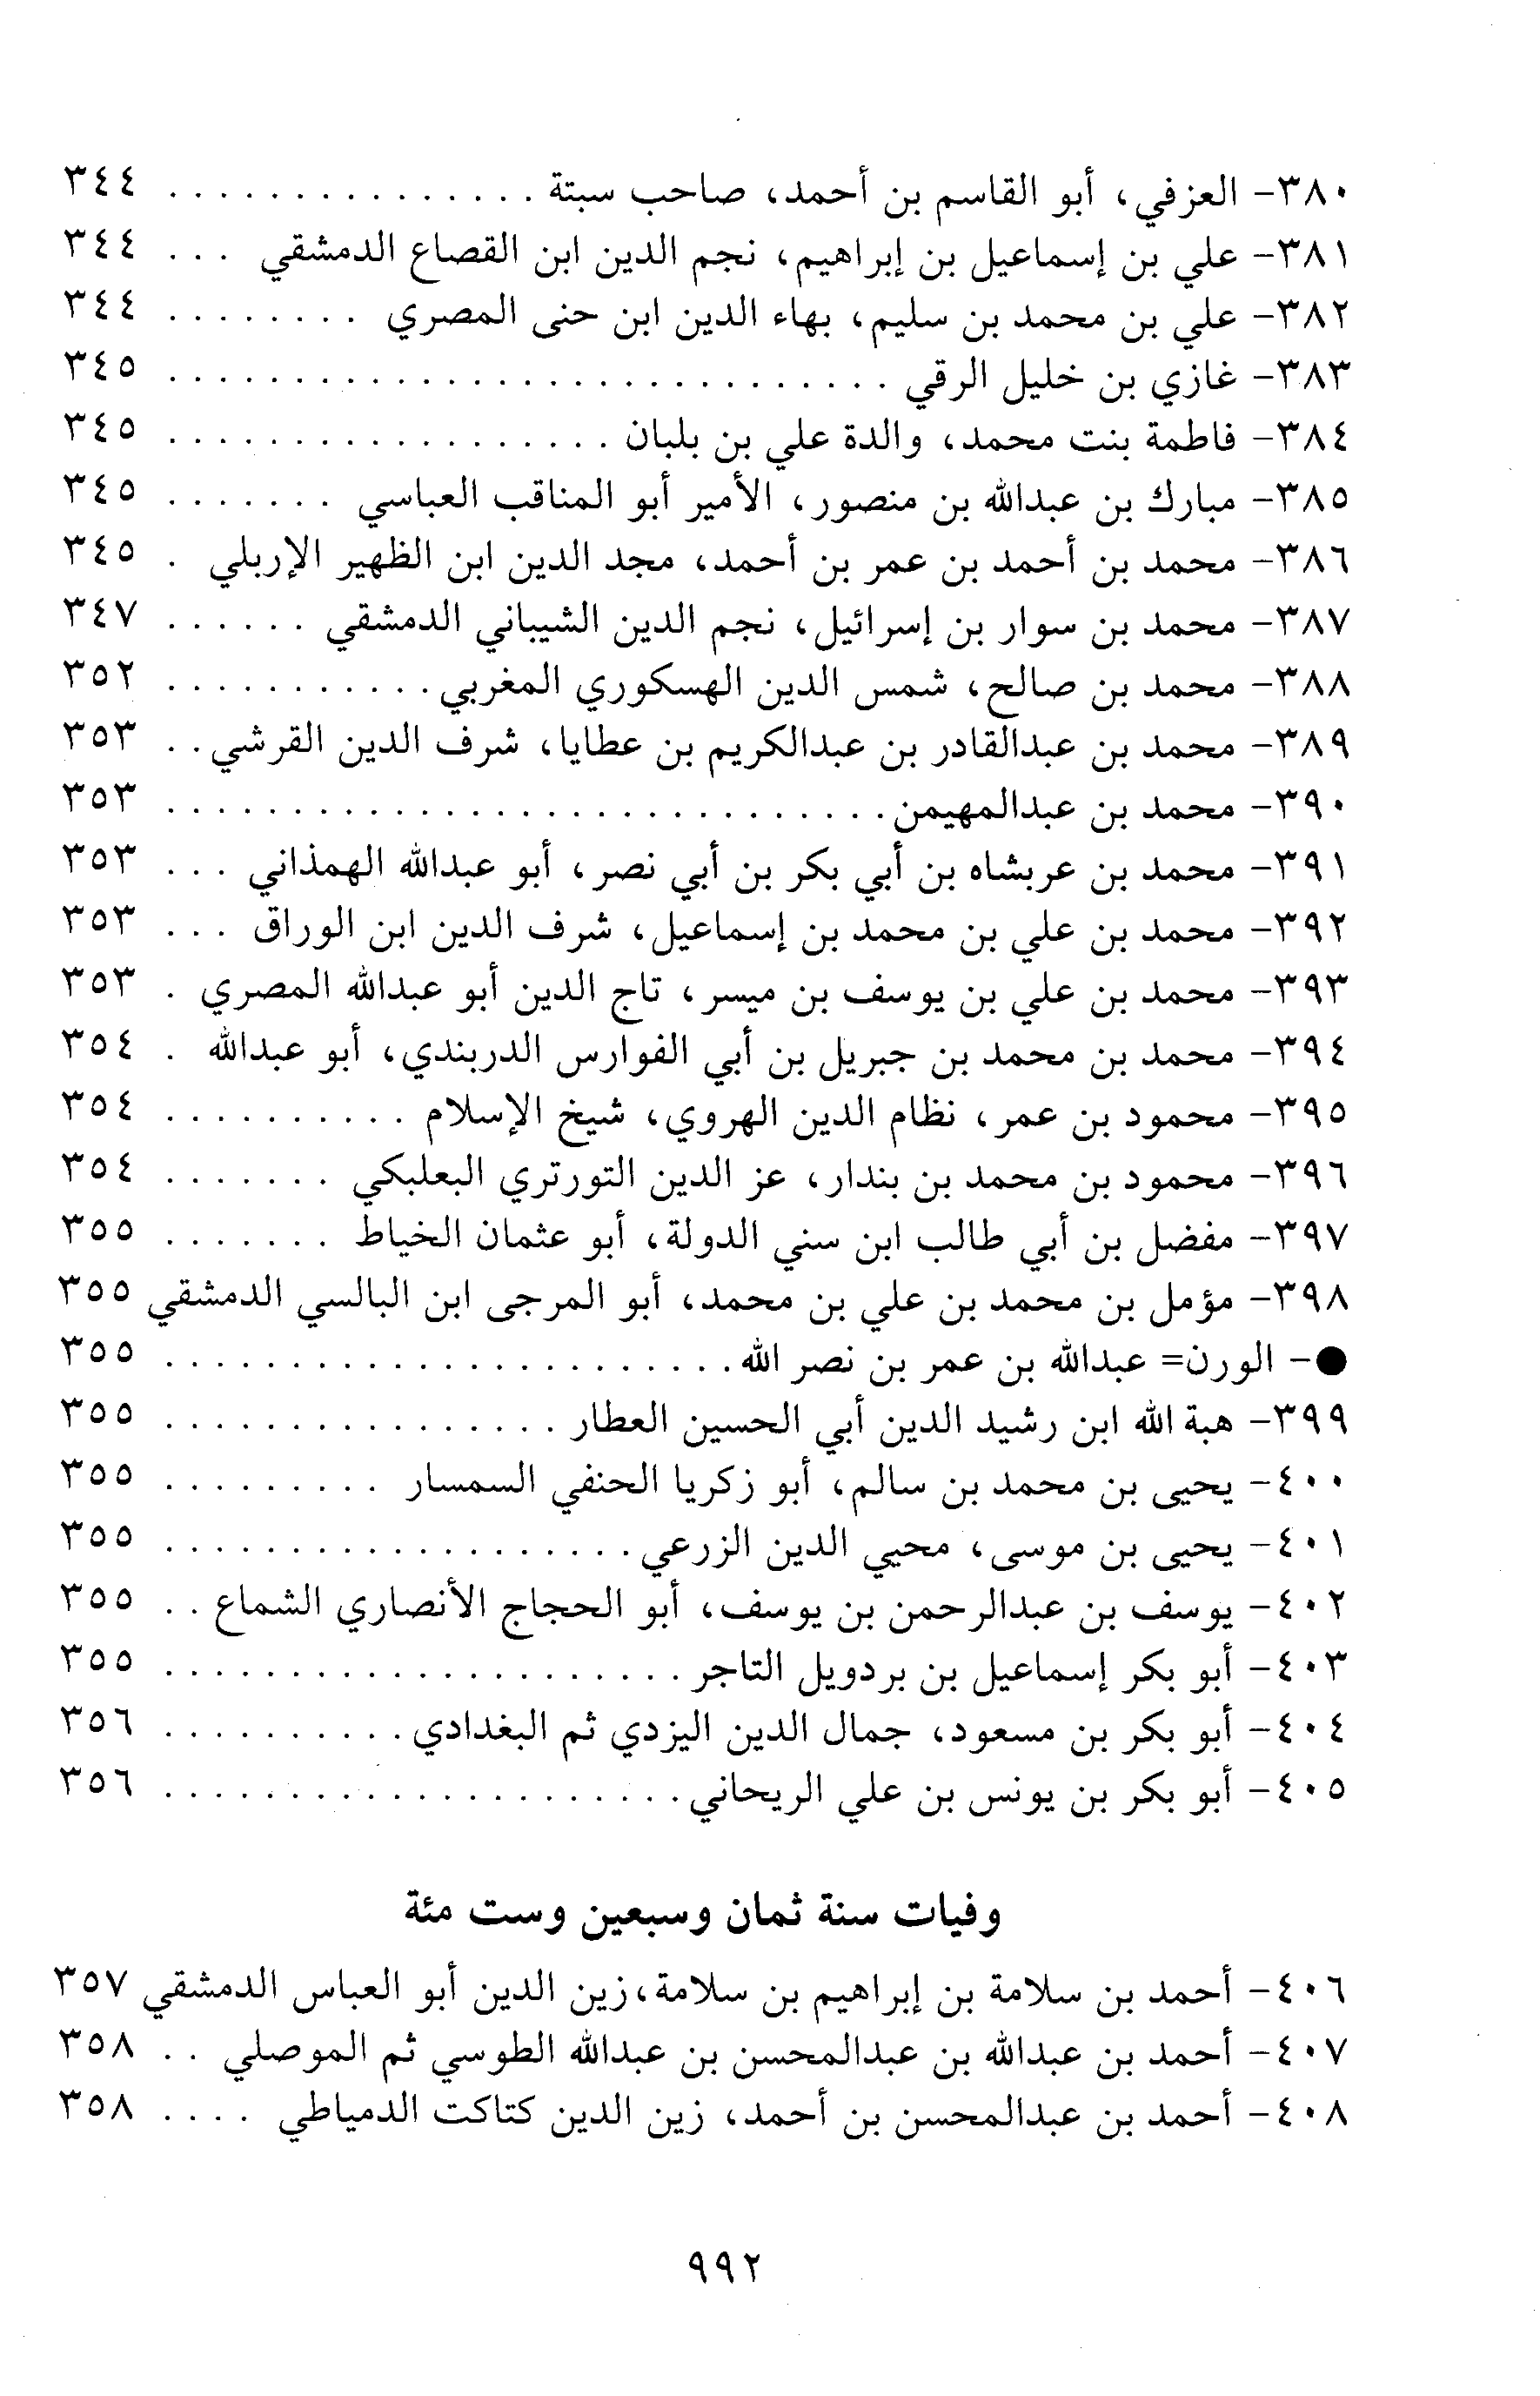 ٣٨٠- العزفي، أبو القاسم بن أحمد، صاحب سبتة . . . . . . . . . . . . . . . ٣٤٤
٣٨١- علي بن إسماعيل بن إبراهيم، نجم الدين ابن القصاع الدمشقي . . . ٣٤٤
٣٨٢- علي بن محمد بن سليم، بهاء الدين ابن حنى المصري . . . . . . . . ٣٤٤
٣٨٣- غازي بن خليل الرقي . . . . . . . . . . . . . . . . . . . . . . . . . . . . . ٣٤٥
٣٨٤- فاطمة بنت محمد، والدة علي بن بلبان . . . . . . . . . . . . . . . . . . ٣٤٥
٣٨٥- مبارك بن عبدالله بن منصور، الأمير أبو المناقب العباسي . . . . . . . ٣٤٥
٣٨٦- محمد بن أحمد بن عمر بن أحمد، مجد الدين ابن الظهير الإربلي . ٣٤٥
٣٨٧- محمد بن سوار بن إسرائيل، نجم الدين الشيباني الدمشقي . . . . . . ٣٤٧
٣٨٨- محمد بن صالح، شمس الدين الهسكوري المغربي . . . . . . . . . . . ٣٥٢
٣٨٩- محمد بن عبدالقادر بن عبدالكريم بن عطايا، شرف الدين القرشي . . ٣٥٣
٣٩٠- محمد بن عبدالمهيمن . . . . . . . . . . . . . . . . . . . . . . . . . . . . . ٣٥٣
٣٩١- محمد بن عربشاه بن أبي بكر بن أبي نصر، أبو عبدالله الهمذاني . . . ٣٥٣
٣٩٢- محمد بن علي بن محمد بن إسماعيل، شرف الدين ابن الوراق . . . ٣٥٣
٣٩٣- محمد بن علي بن يوسف بن ميسر، تاج الدين أبو عبدالله المصري . ٣٥٣
٣٩٤- محمد بن محمد بن جبريل بن أبي الفوارس الدربندي، أبو عبدالله . ٣٥٤
٣٩٥- محمود بن عمر، نظام الدين الهروي، شيخ الإسلام . . . . . . . . . . ٣٥٤
٣٩٦- محمود بن محمد بن بندار، عز الدين التورتري البعلبكي . . . . . . . ٣٥٤
٣٩٧- مفضل بن أبي طالب ابن سني الدولة، أبو عثمان الخياط . . . . . . . ٣٥٥
٣٩٨- مؤمل بن محمد بن علي بن محمد، أبو المرجى ابن البالسي الدمشقي ٣٥٥
●- الورن= عبدالله بن عمر بن نصر الله . . . . . . . . . . . . . . . . . . . . . . . ٣٥٥
٣٩٩- هبة الله ابن رشيد الدين أبي الحسين العطار . . . . . . . . . . . . . . . . ٣٥٥
٤٠٠- يحيى بن محمد بن سالم، أبو زكريا الحنفي السمسار . . . . . . . . . ٣٥٥
٤٠١- يحيى بن موسى، محيي الدين الزرعي . . . . . . . . . . . . . . . . . . . ٣٥٥
٤٠٢- يوسف بن عبدالرحمن بن يوسف، أبو الحجاج الأنصاري الشماع . . ٣٥٥
٤٠٣- أبو بكر إسماعيل بن بردويل التاجر . . . . . . . . . . . . . . . . . . . . . ٣٥٥
٤٠٤- أبو بكر بن مسعود، جمال الدين اليزدي ثم البغدادي . . . . . . . . . . ٣٥٦
٤٠٥- أبو بكر بن يونس بن علي الريحاني . . . . . . . . . . . . . . . . . . . . . ٣٥٦
وفيات سنة ثمان وسبعين وست مئة
٤٠٦- أحمد بن سلامة بن إبراهيم بن سلامة، زين الدين أبو العباس الدمشقي ٣٥٧
٤٠٧- أحمد بن عبدالله بن عبدالمحسن بن عبدالله الطوسي ثم الموصلي . . ٣٥٨
٤٠٨- أحمد بن عبدالمحسن بن أحمد، زين الدين كتاكت الدمياطي . . . . ٣٥٨
٩٩٢